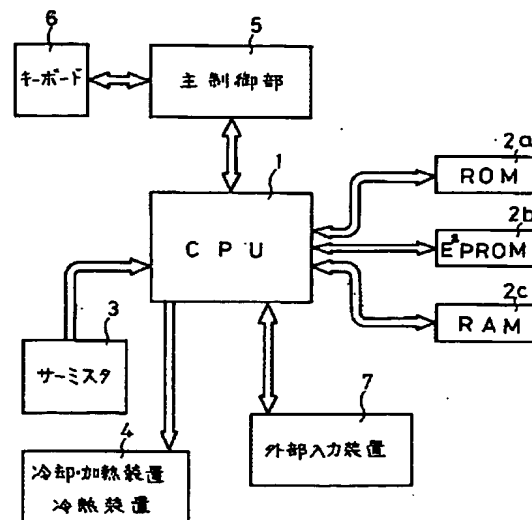 6
キーボード
5
主制御部
1
CPU
2a
ROM
2b
E²PROM
2c
RAM
3
サーミスタ
4
冷却・加熱装置
冷熱装置
7
外部入力装置